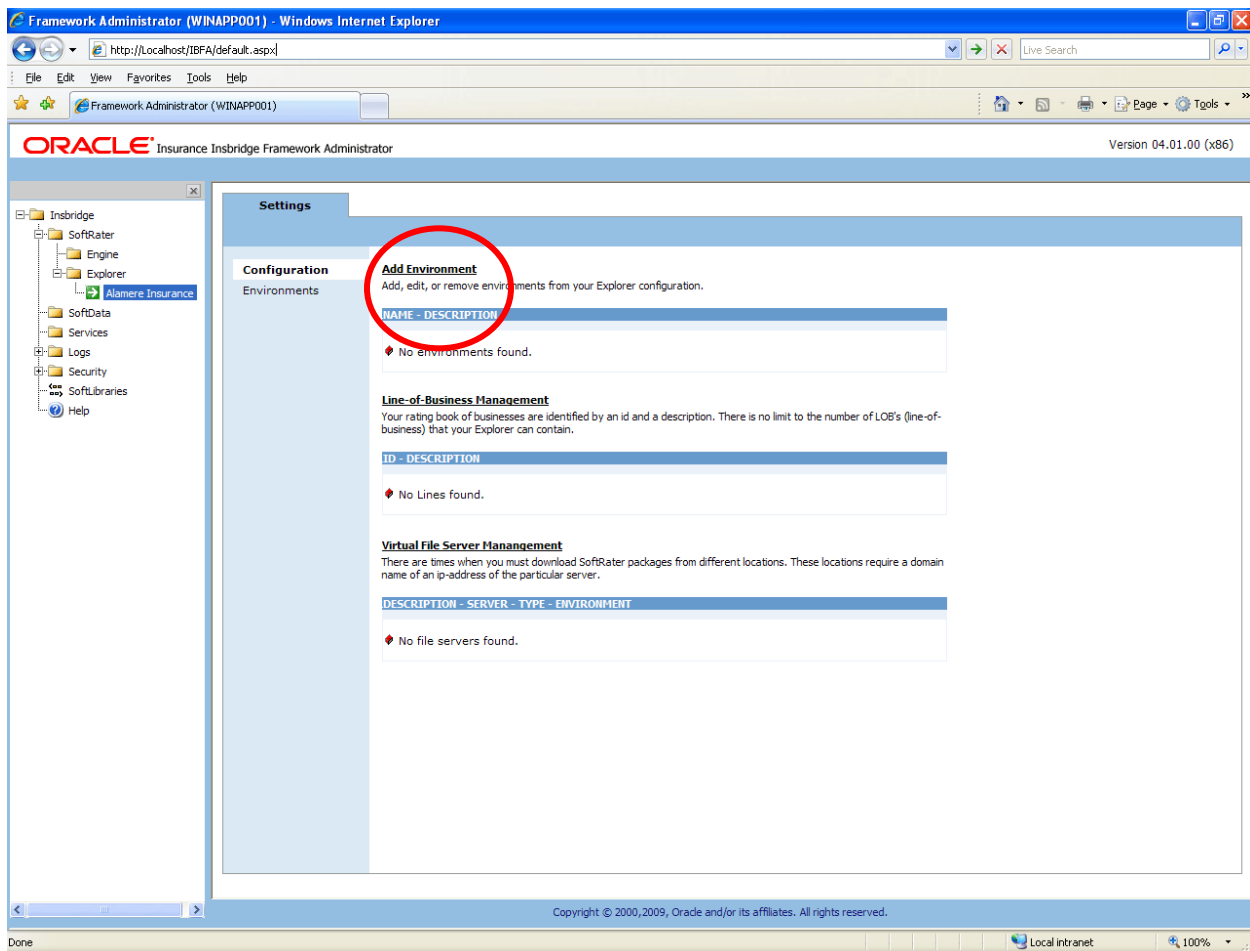 Framework Administrator (WINAPP001) - Windows Internet Explorer
http://Localhost/IBFA/default.aspx
Live Search
File Edit View Favorites Tools Help
Framework Administrator (WINAPP001)
Page Tools »
ORACLE Insurance Insbridge Framework Administrator
Version 04.01.00 (x86)
Insbridge
SoftRater
Engine
Explorer
Alamere Insurance
SoftData
Services
Logs
Security
SoftLibraries
Help
Settings
Configuration
Environments
Add Environment
Add, edit, or remove environments from your Explorer configuration.
NAME - DESCRIPTION
No environments found.
Line-of-Business Management
Your rating book of businesses are identified by an id and a description. There is no limit to the number of LOB's (line-of-
business) that your Explorer can contain.
ID - DESCRIPTION
No Lines found.
Virtual File Server Manangement
There are times when you must download SoftRater packages from different locations. These locations require a domain
name of an ip-address of the particular server.
DESCRIPTION - SERVER - TYPE - ENVIRONMENT
No file servers found.
Copyright © 2000,2009, Oracle and/or its affiliates. All rights reserved.
Done
Local intranet
100%